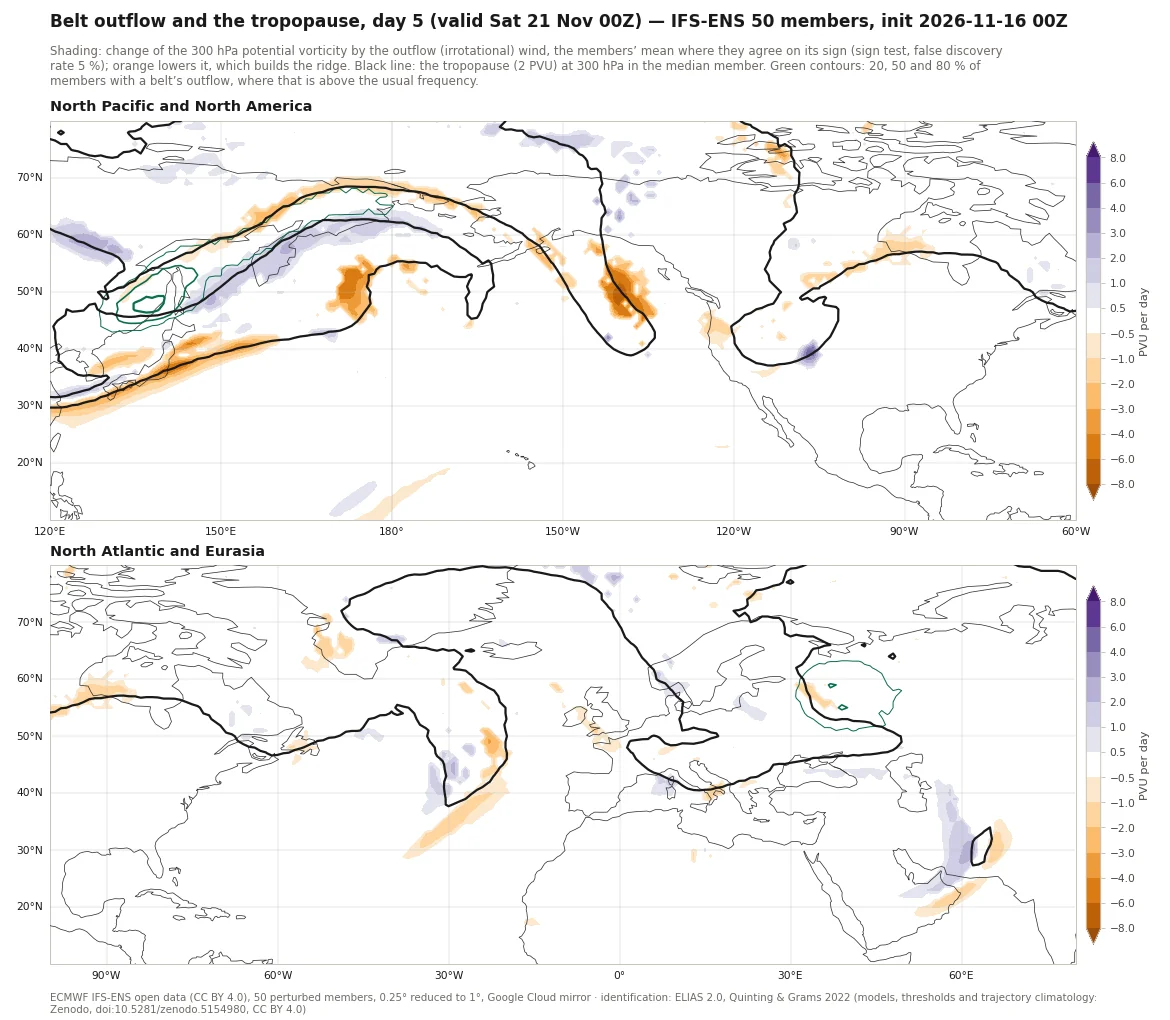 Belt outflow and the tropopause, day 5 (valid Sat 21 Nov 00Z) — IFS-ENS 50 members, init 2026-11-16 00Z
Shading: change of the 300 hPa potential vorticity by the outflow (irrotational) wind, the members’ mean where they agree on its sign (sign test, false discovery
rate 5 %); orange lowers it, which builds the ridge. Black line: the tropopause (2 PVU) at 300 hPa in the median member. Green contours: 20, 50 and 80 % of
members with a belt’s outflow, where that is above the usual frequency.
North Pacific and North America
70°N
60°N
50°N
40°N
30°N
20°N
120°E
150°E
180°
150°W
120°W
90°W
60°W
8.0
6.0
4.0
3.0
2.0
1.0
0.5
−0.5
−1.0
−2.0
−3.0
−4.0
−6.0
−8.0
PVU per day
North Atlantic and Eurasia
70°N
60°N
50°N
40°N
30°N
20°N
90°W
60°W
30°W
0°
30°E
60°E
8.0
6.0
4.0
3.0
2.0
1.0
0.5
−0.5
−1.0
−2.0
−3.0
−4.0
−6.0
−8.0
PVU per day
ECMWF IFS-ENS open data (CC BY 4.0), 50 perturbed members, 0.25° reduced to 1°, Google Cloud mirror · identification: ELIAS 2.0, Quinting & Grams 2022 (models, thresholds and trajectory climatology:
Zenodo, doi:10.5281/zenodo.5154980, CC BY 4.0)